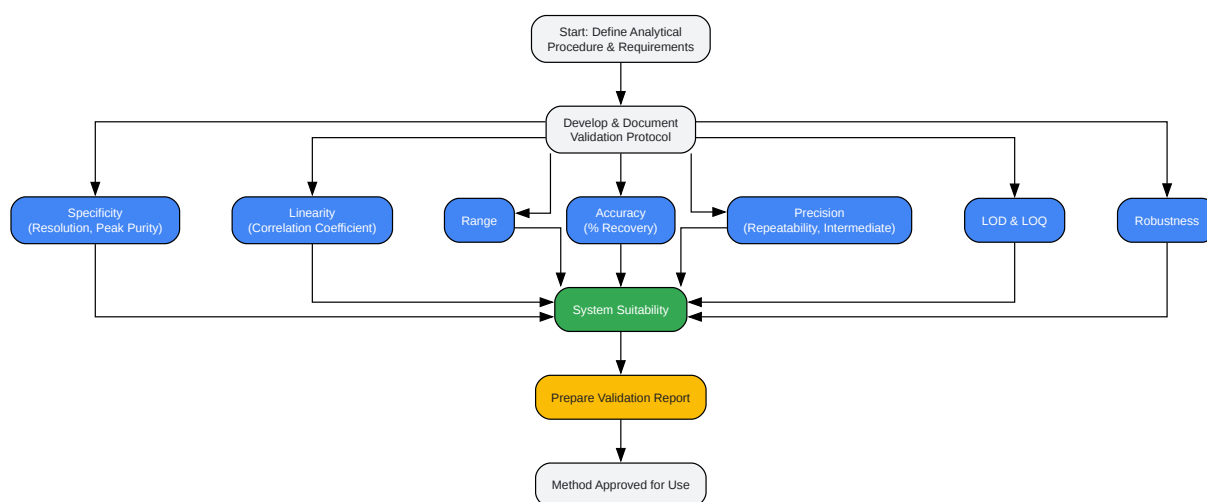 Start: Define Analytical
Procedure & Requirements
Develop & Document
Validation Protocol
Specificity
(Resolution, Peak Purity)
Linearity
(Correlation Coefficient)
Range
Accuracy
(% Recovery)
Precision
(Repeatability, Intermediate)
LOD & LOQ
Robustness
System Suitability
Prepare Validation Report
Method Approved for Use